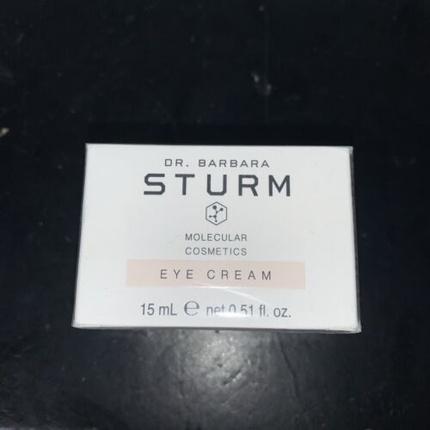 DR. BARBARA
STURM
MOLECULAR
COSMETICS
EYE CREAM
15 mL ℮ net 0.51 fl. oz.